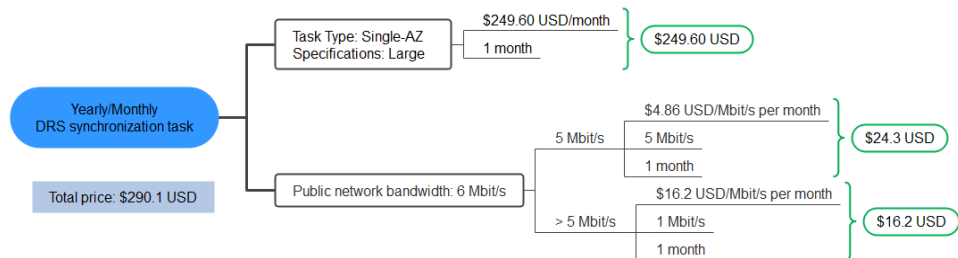 Yearly/Monthly
DRS synchronization task
Total price: $290.1 USD
Task Type: Single-AZ
Specifications: Large
$249.60 USD/month
1 month
$249.60 USD
Public network bandwidth: 6 Mbit/s
5 Mbit/s
$4.86 USD/Mbit/s per month
5 Mbit/s
1 month
$24.3 USD
> 5 Mbit/s
$16.2 USD/Mbit/s per month
1 Mbit/s
1 month
$16.2 USD